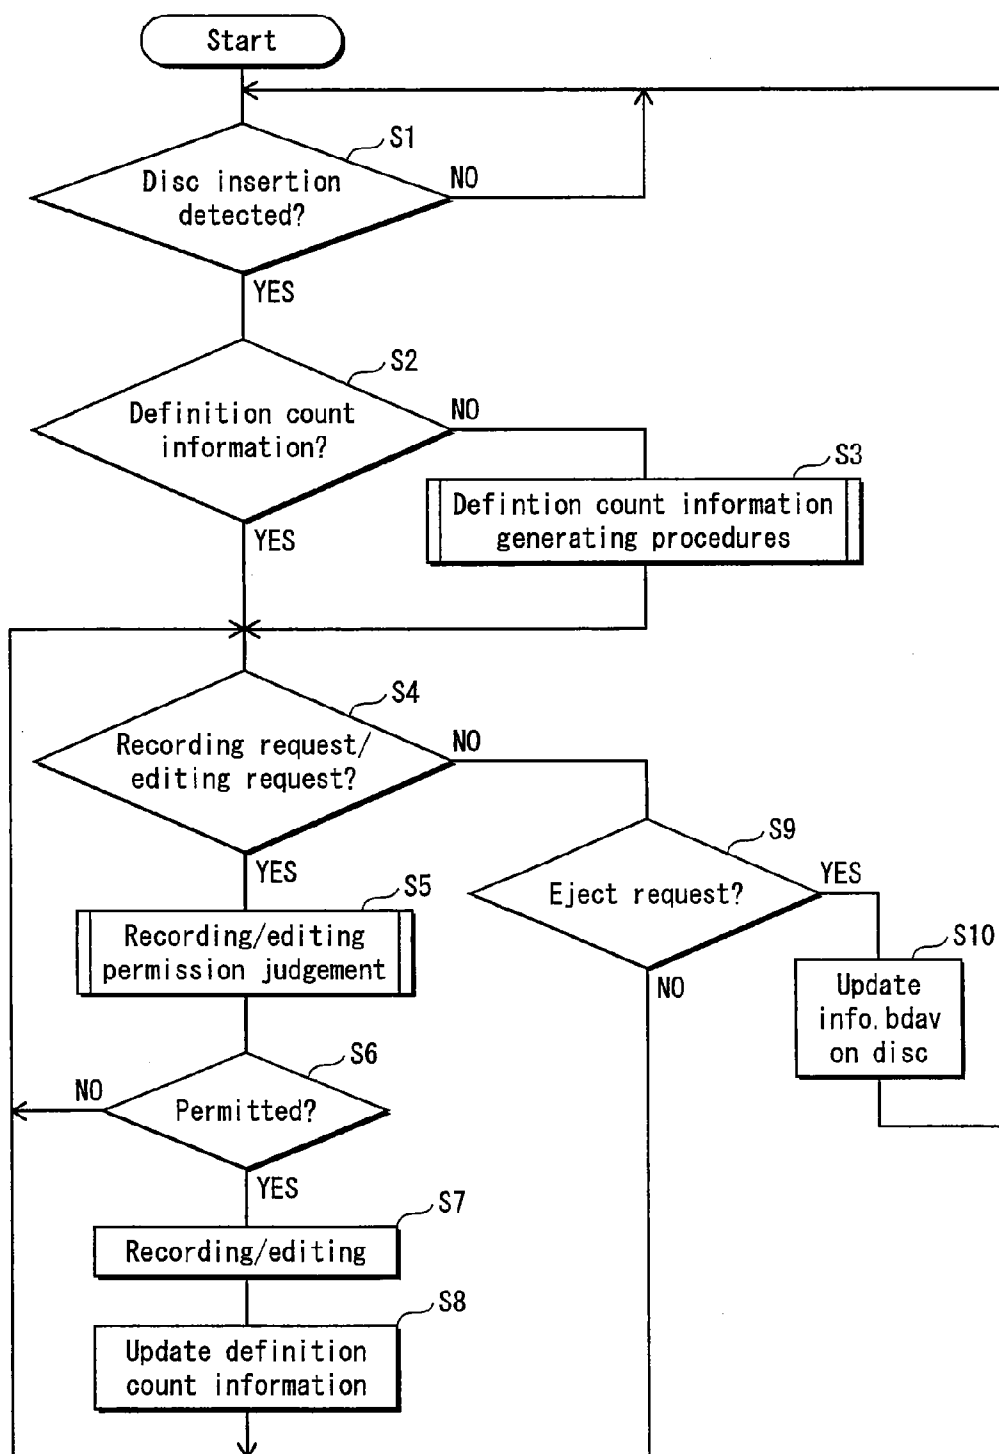 Start
S1
Disc insertion
detected?
NO
YES
S2
Definition count
information?
NO
YES
S3
Defintion count information
generating procedures
S4
Recording request/
editing request?
NO
YES
S9
Eject request?
YES
NO
S10
Update
info.bdav
on disc
S5
Recording/editing
permission judgement
S6
Permitted?
NO
YES
S7
Recording/editing
S8
Update definition
count information